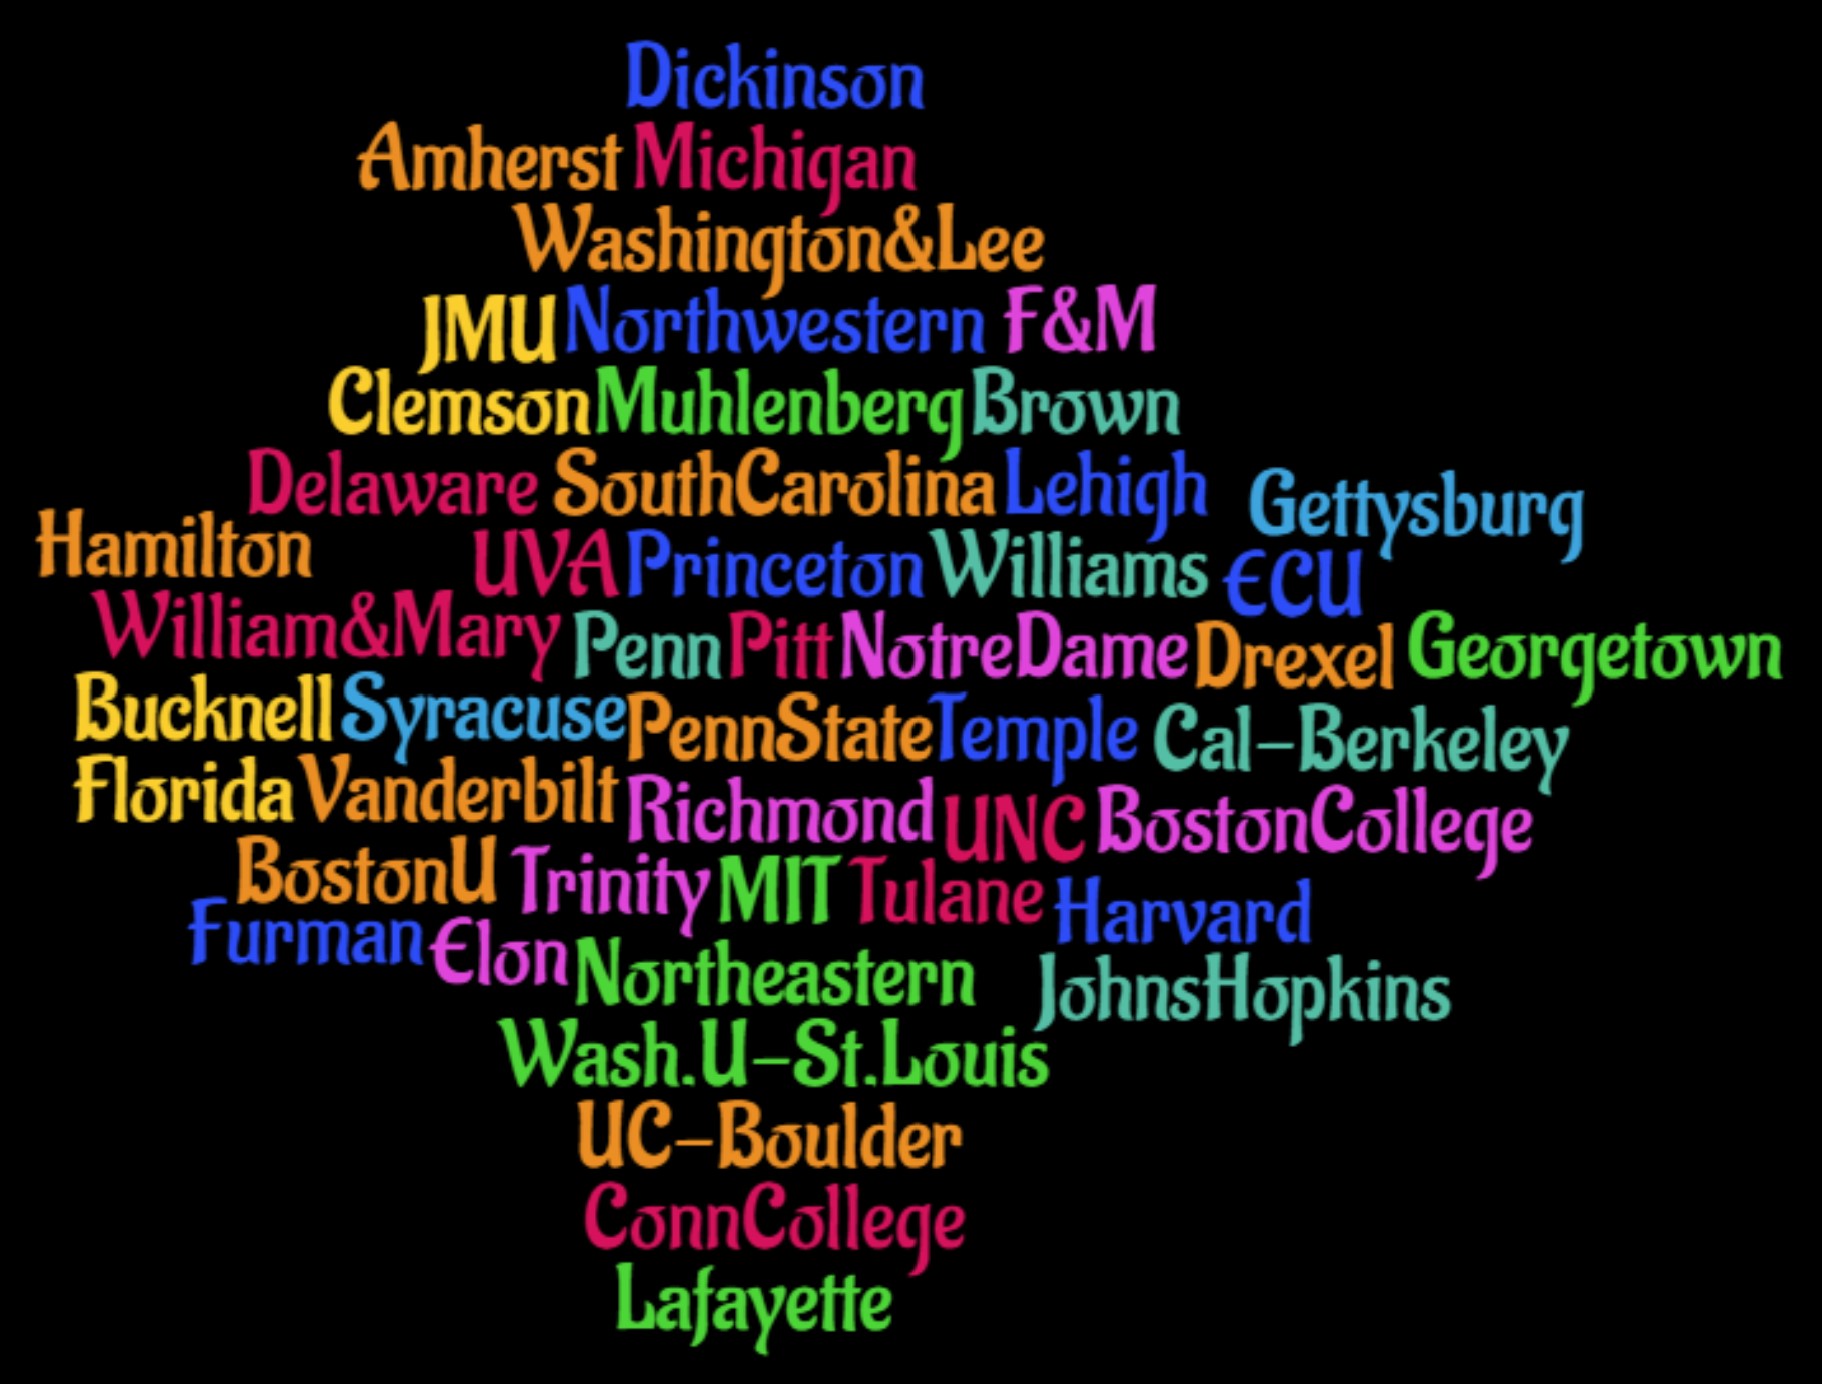 Dickinson
Amherst Michigan
Washington&Lee
JMU Northwestern F&M
Clemson Muhlenberg Brown
Delaware SouthCarolina Lehigh Gettysburg
Hamilton UVA Princeton Williams ECU
William&Mary Penn Pitt NotreDame Drexel Georgetown
Bucknell Syracuse PennState Temple Cal-Berkeley
Florida Vanderbilt Richmond UNC BostonCollege
BostonU Trinity MIT Tulane Harvard
Furman Elon Northeastern JohnsHopkins
Wash.U-St.Louis
UC-Boulder
ConnCollege
Lafayette